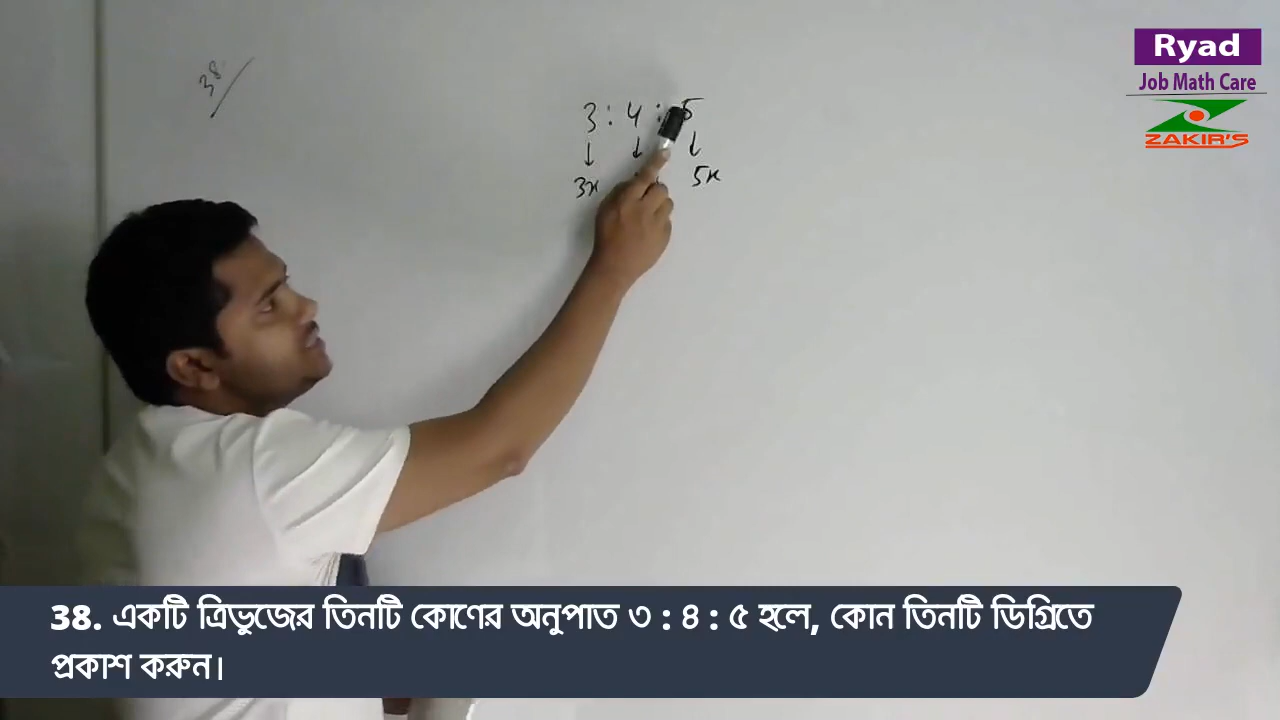 Ryad
Job Math Care
ZAKIR'S
38
3 : 4 : 5
↓ ↓ ↓
3x 5x
38. একটি ত্রিভুজের তিনটি কোণের অনুপাত ৩ : ৪ : ৫ হলে, কোন তিনটি ডিগ্রিতে
প্রকাশ করুন।